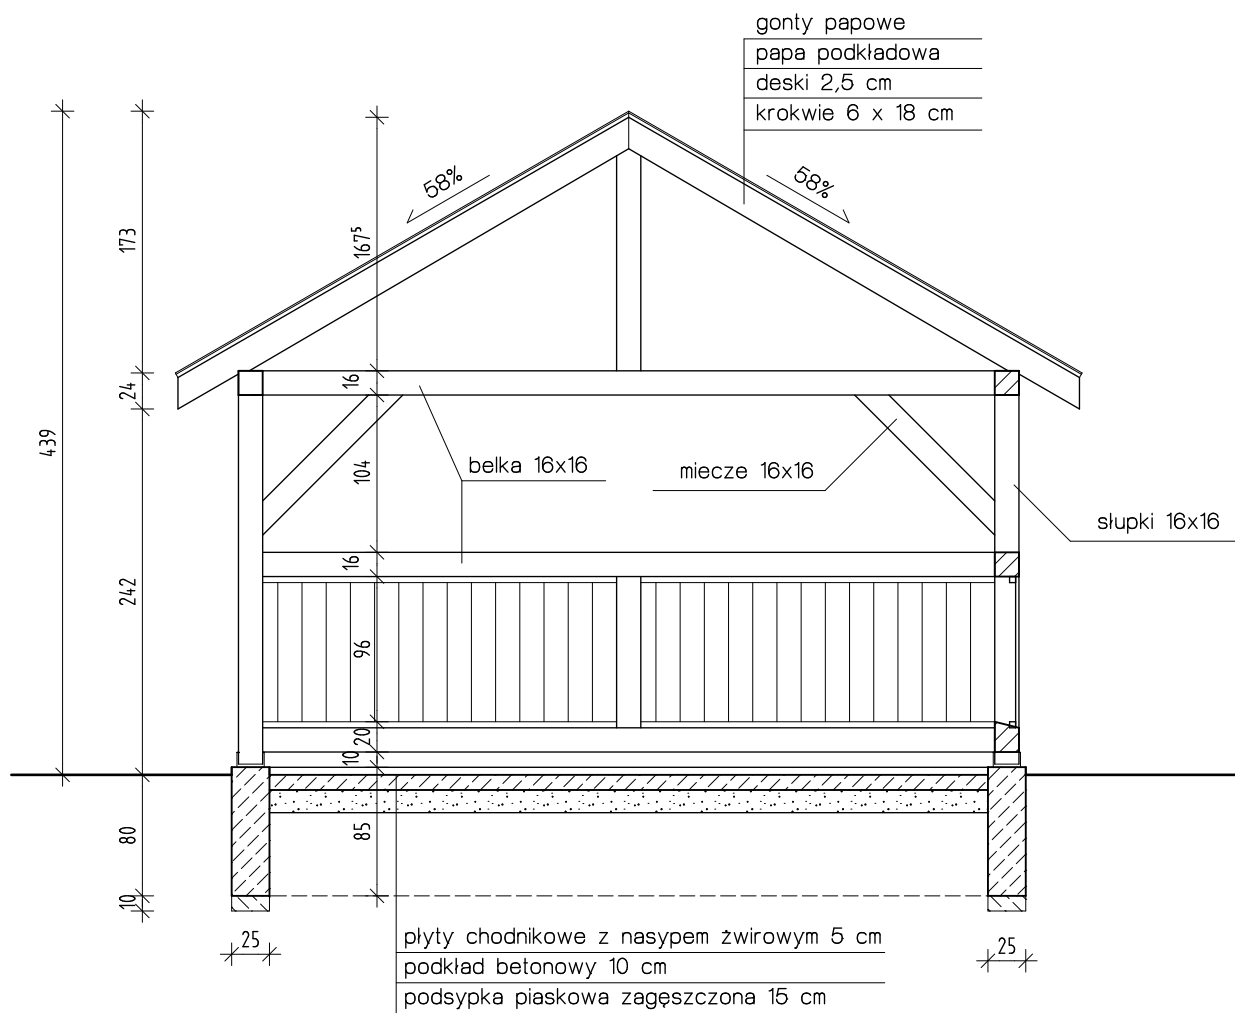 gonty papowe
papa podkładowa
deski 2,5 cm
krokwie 6 x 18 cm
58%
58%
173
167⁵
24
16
439
104
belka 16x16
miecze 16x16
słupki 16x16
16
242
96
20
10
80
85
10
25
25
płyty chodnikowe z nasypem żwirowym 5 cm
podkład betonowy 10 cm
podsypka piaskowa zagęszczona 15 cm